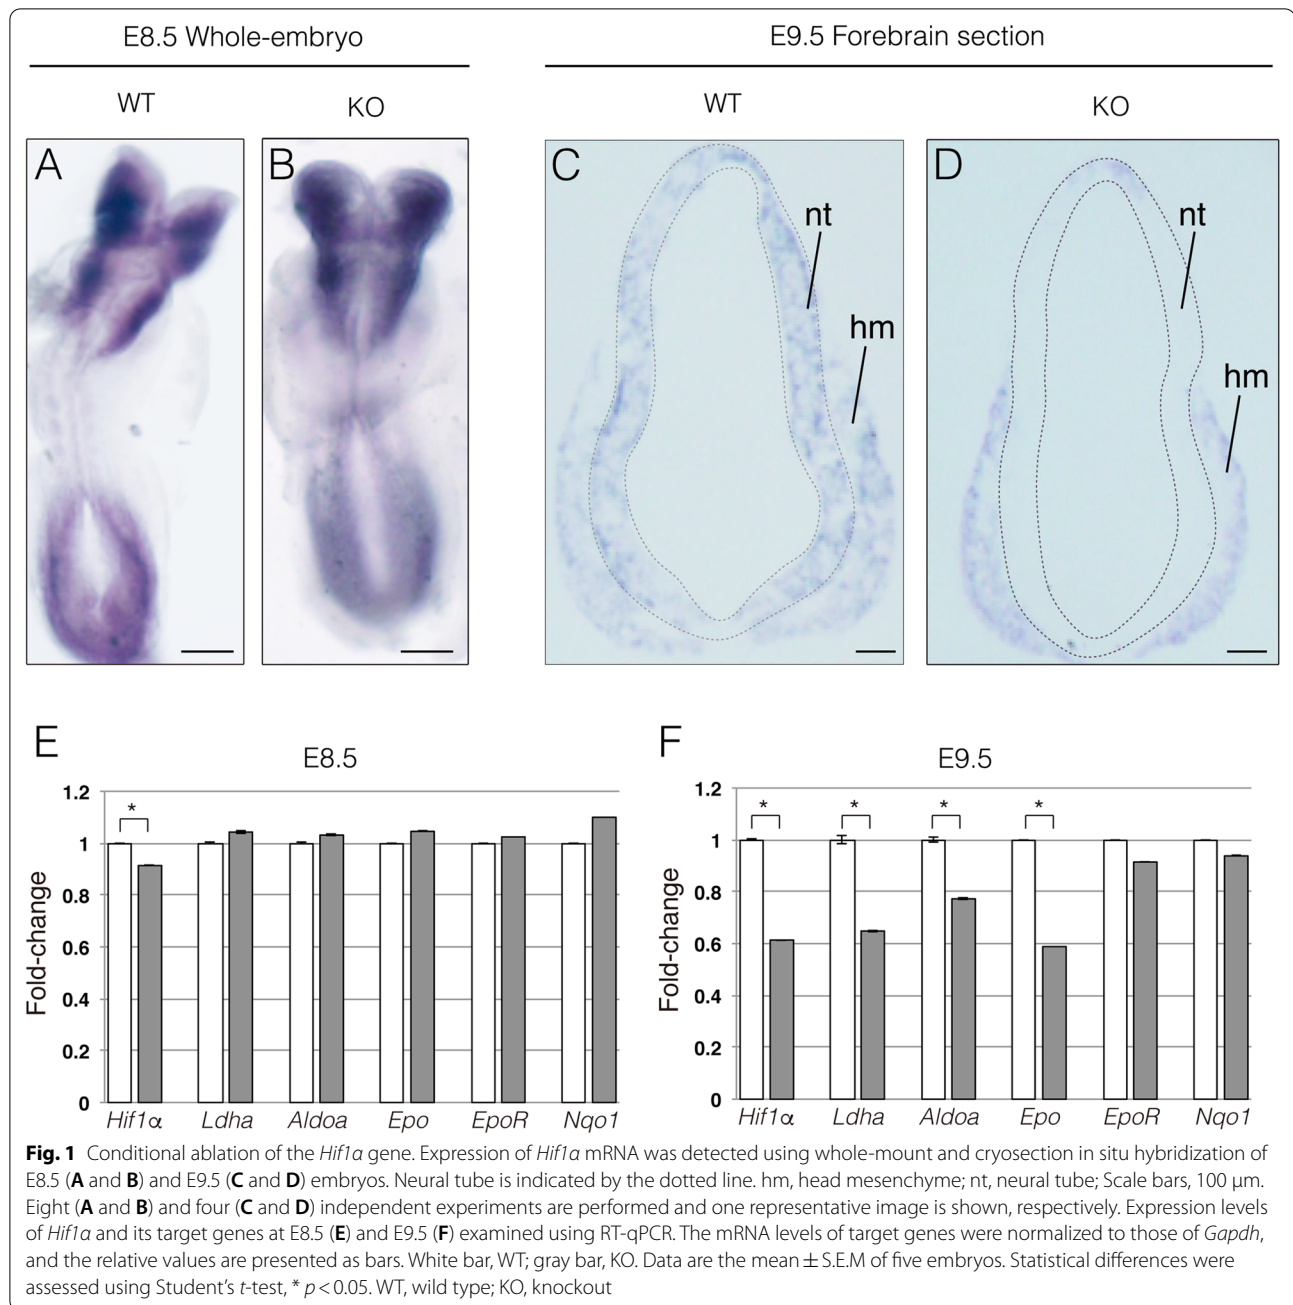 E8.5 Whole-embryo
E9.5 Forebrain section
WT
KO
WT
KO
A
B
C
D
nt
hm
nt
hm
E
E8.5
Fold-change
1.2
1
0.8
0.6
0.4
0.2
0
*
Hif1α Ldha Aldoa Epo EpoR Nqo1
F
E9.5
Fold-change
1.2
1
0.8
0.6
0.4
0.2
0
* * * *
Hif1α Ldha Aldoa Epo EpoR Nqo1
Fig. 1 Conditional ablation of the Hif1α gene. Expression of Hif1α mRNA was detected using whole-mount and cryosection in situ hybridization of
E8.5 (A and B) and E9.5 (C and D) embryos. Neural tube is indicated by the dotted line. hm, head mesenchyme; nt, neural tube; Scale bars, 100 μm.
Eight (A and B) and four (C and D) independent experiments are performed and one representative image is shown, respectively. Expression levels
of Hif1α and its target genes at E8.5 (E) and E9.5 (F) examined using RT-qPCR. The mRNA levels of target genes were normalized to those of Gapdh,
and the relative values are presented as bars. White bar, WT; gray bar, KO. Data are the mean ± S.E.M of five embryos. Statistical differences were
assessed using Student's t-test, * p < 0.05. WT, wild type; KO, knockout